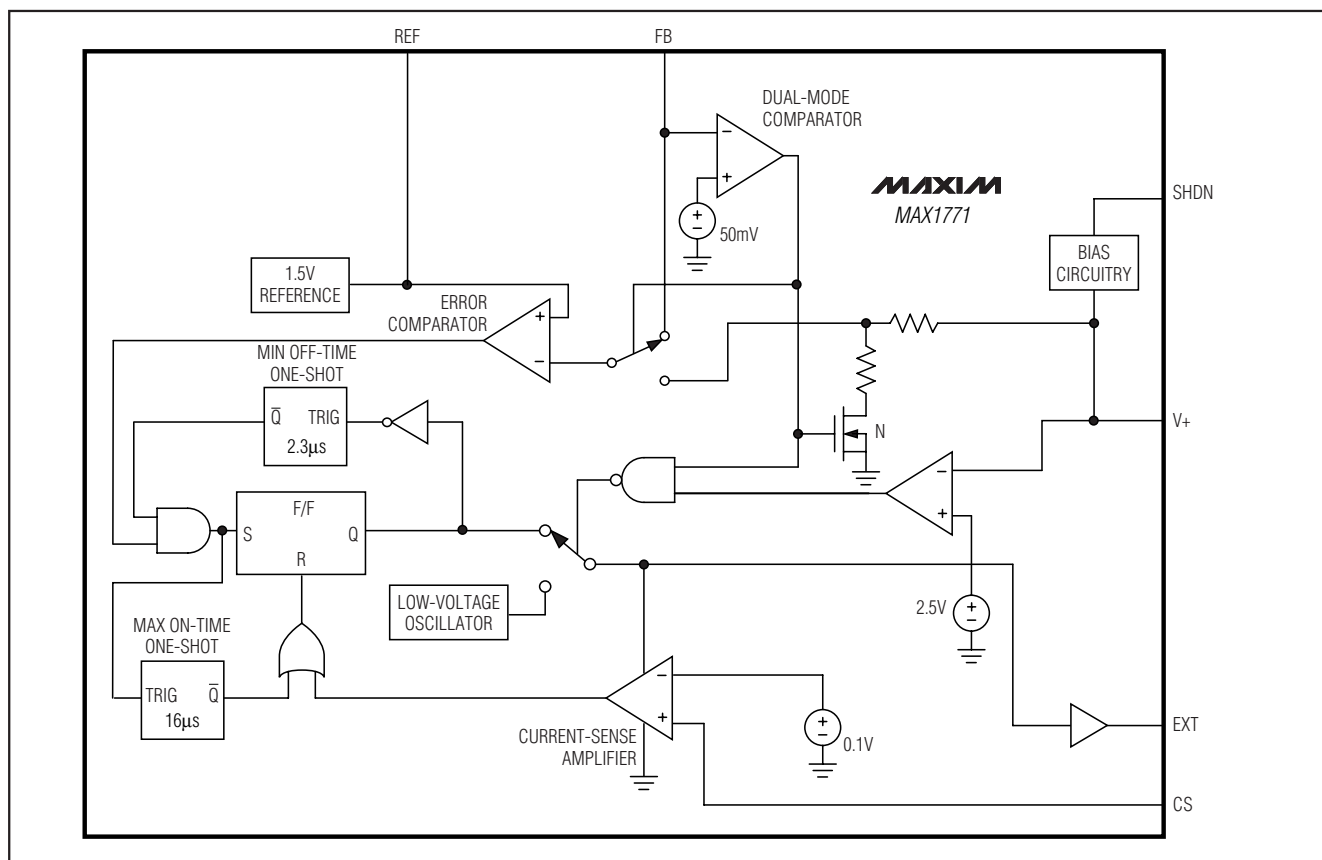 REF
FB
DUAL-MODE
COMPARATOR
−
+
+
−
50mV
MAXIM
MAX1771
SHDN
BIAS
CIRCUITRY
1.5V
REFERENCE
ERROR
COMPARATOR
+
−
MIN OFF-TIME
ONE-SHOT
Q̅ TRIG
2.3µs
N
V+
−
+
F/F
S Q
R
LOW-VOLTAGE
OSCILLATOR
2.5V
+
−
MAX ON-TIME
ONE-SHOT
TRIG Q̅
16µs
−
+
CURRENT-SENSE
AMPLIFIER
+
−
0.1V
EXT
CS